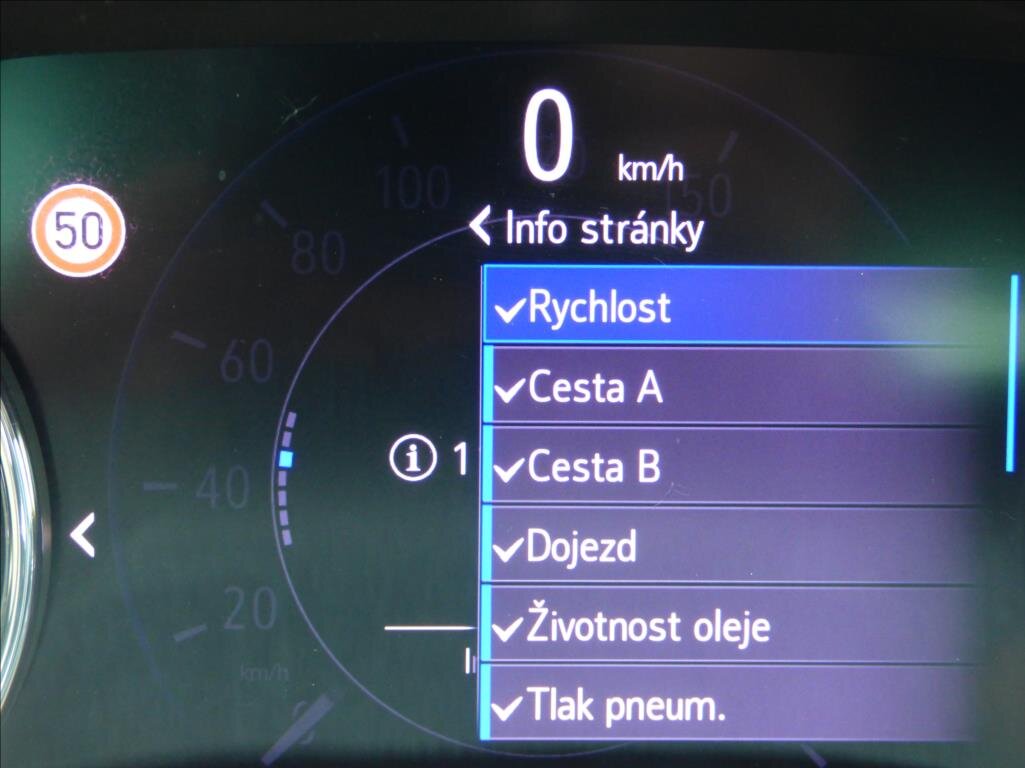 0 km/h
50
Info stránky
100
150
80
Rychlost
60
Cesta A
1
Cesta B
40
Dojezd
20
Životnost oleje
km/h
Tlak pneum.